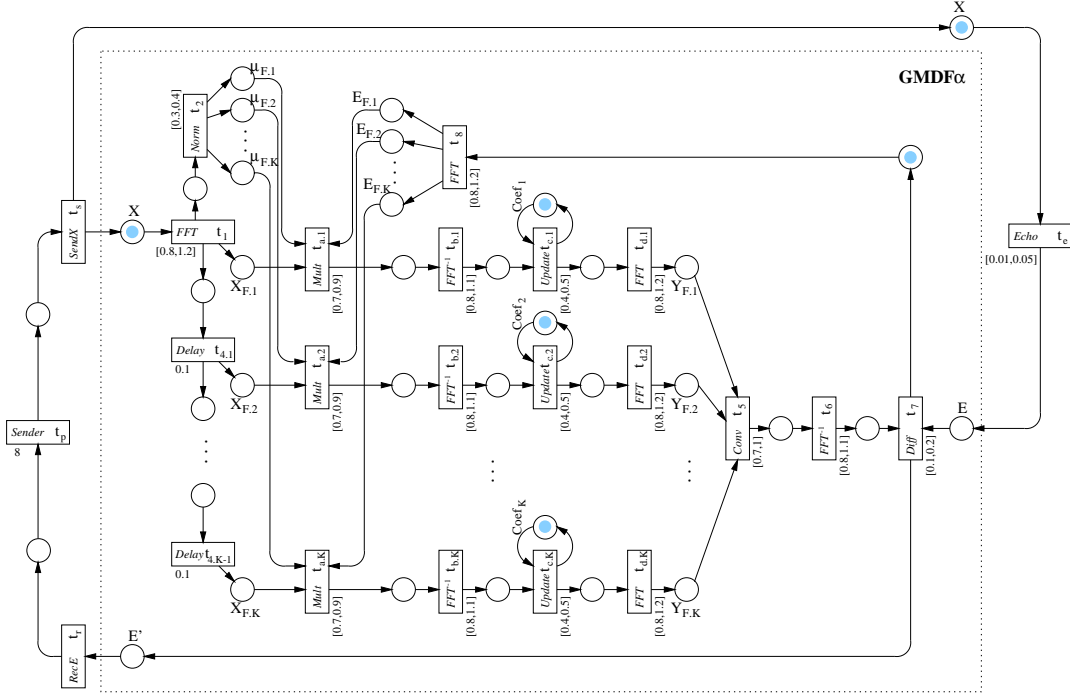 X
GMDFα
μF.1
t2
Norm
[0.3,0.4]
μF.2
EF.1
EF.2
t8
FFT
[0.8,1.2]
μF.K
EF.K
ts
SendX
X
FFT t1
[0.8,1.2]
Coef1
ta.1
Mult
[0.7,0.9]
tb.1
FFT-1
[0.8,1.1]
tc.1
Update
[0.4,0.5]
td.1
FFT
[0.8,1.2]
Echo te
[0.01,0.05]
XF.1
YF.1
Coef2
Delay t4.1
0.1
ta.2
Mult
[0.7,0.9]
tb.2
FFT-1
[0.8,1.1]
tc.2
Update
[0.4,0.5]
td.2
FFT
[0.8,1.2]
XF.2
YF.2
Sender tp
8
t5
Conv
[0.7,1]
t6
FFT-1
[0.8,1.1]
t7
Diff
[0.1,0.2]
E
CoefK
Delay t4.K-1
0.1
ta.K
Mult
[0.7,0.9]
tb.K
FFT-1
[0.8,1.1]
tc.K
Update
[0.4,0.5]
td.K
FFT
[0.8,1.2]
XF.K
YF.K
tr
RecE
E'